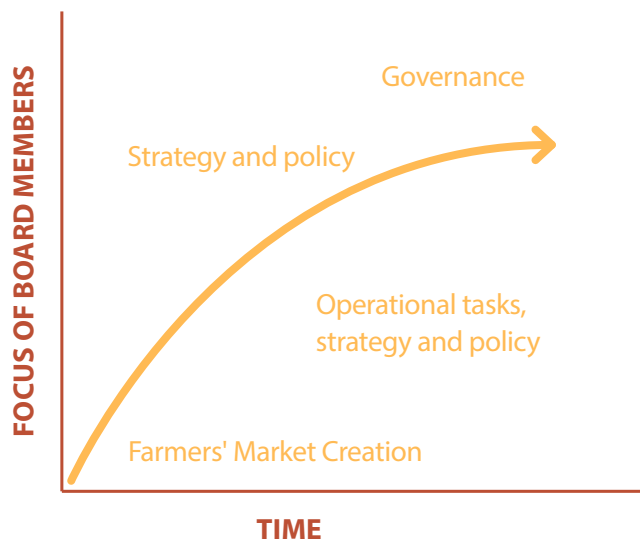 Governance
Strategy and policy
Operational tasks,
strategy and policy
Farmers' Market Creation
FOCUS OF BOARD MEMBERS
TIME